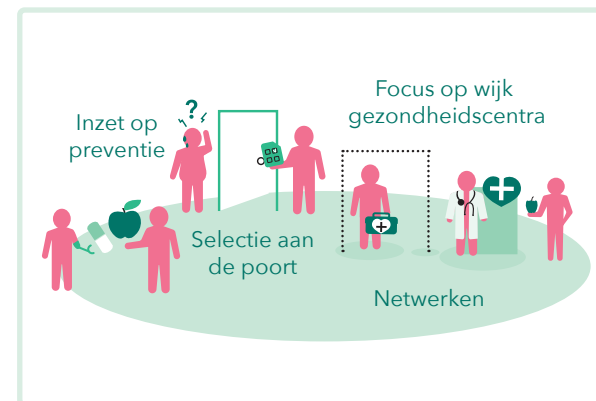 Inzet op
preventie
?
Selectie aan
de poort
Focus op wijk
gezondheidscentra
Netwerken